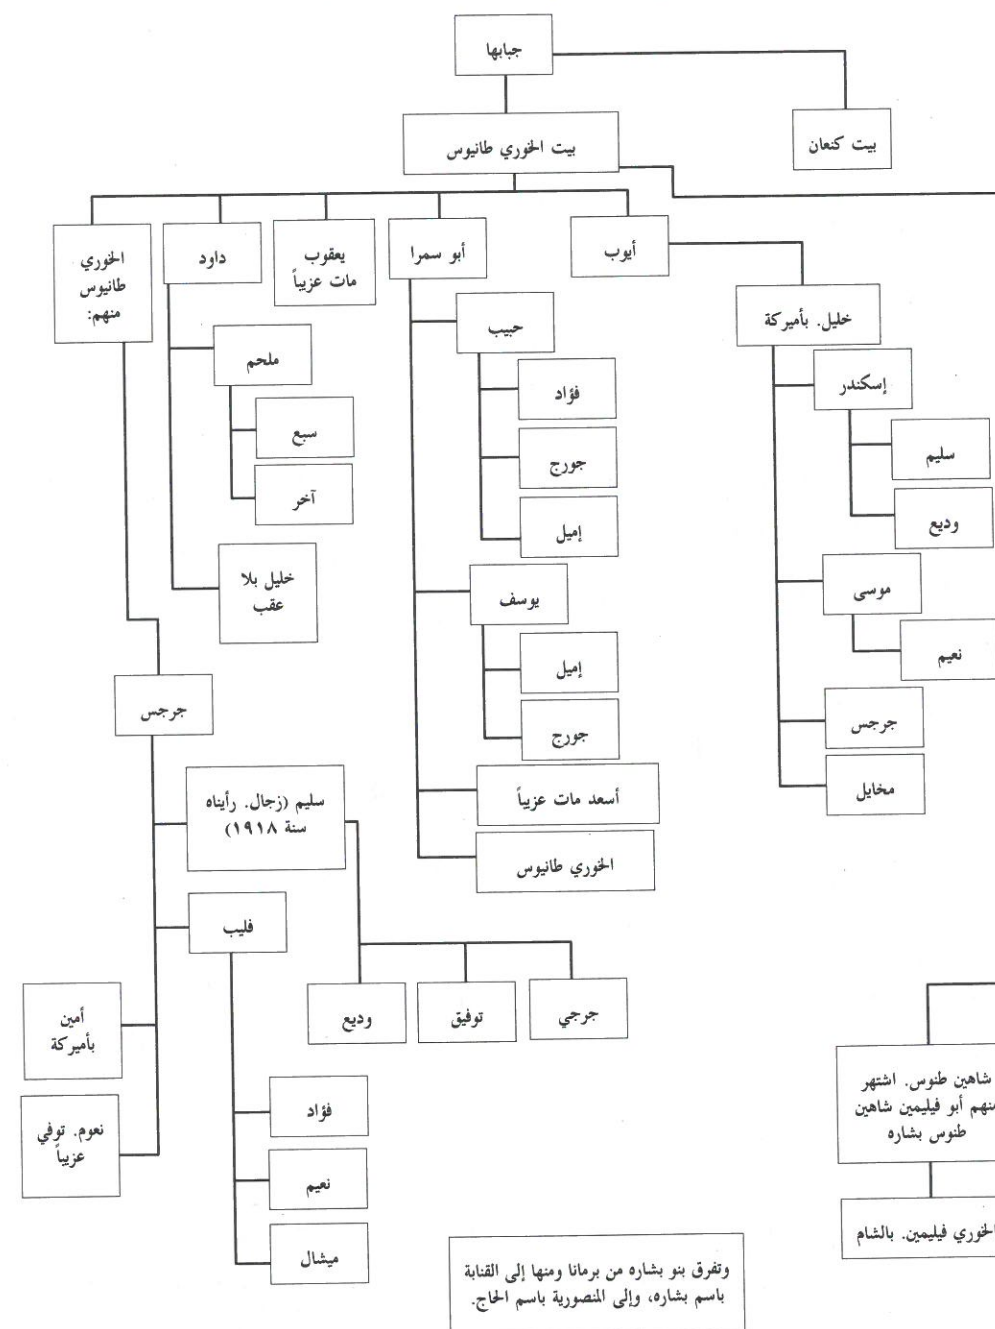 جبابها
بيت كنعان
بيت الخوري طانيوس
أيوب
خليل. بأميركة
إسكندر
سليم
وديع
موسى
نعيم
جرجس
مخايل
أبو سمرا
حبيب
فؤاد
جورج
إميل
يوسف
إميل
جورج
أسعد مات عزيباً
الخوري طانيوس
يعقوب
مات عزيباً
داود
ملحم
سبع
آخر
خليل بلا
عقب
الخوري
طانيوس
منهم:
جرجس
سليم (زجال. رأيناه
سنة ١٩١٨)
جرجي
توفيق
وديع
فليب
فؤاد
نعيم
ميشال
أمين
بأميركة
نعوم. توفي
عزيباً
شاهين طنوس. اشتهر
منهم أبو فيليمين شاهين
طنوس بشاره
الخوري فيليمين. بالشام
وتفرق بنو بشاره من برمانا ومنها إلى القنابة
باسم بشاره، وإلى المنصورية باسم الحاج.